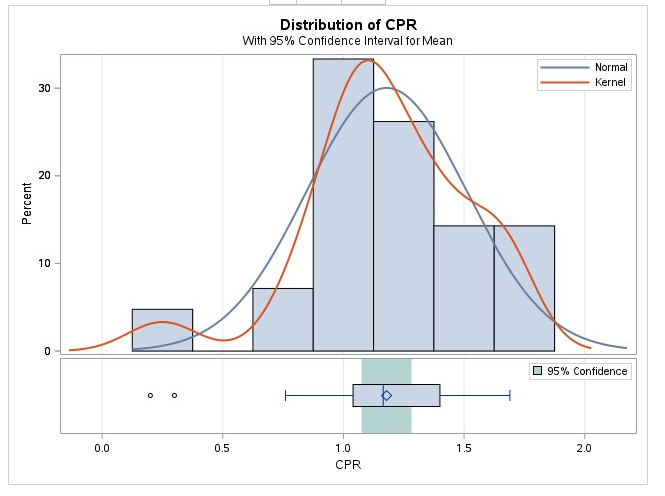 Distribution of CPR
With 95% Confidence Interval for Mean
Normal
Kernel
30
20
10
0
Percent
95% Confidence
0.0 0.5 1.0 1.5 2.0
CPR